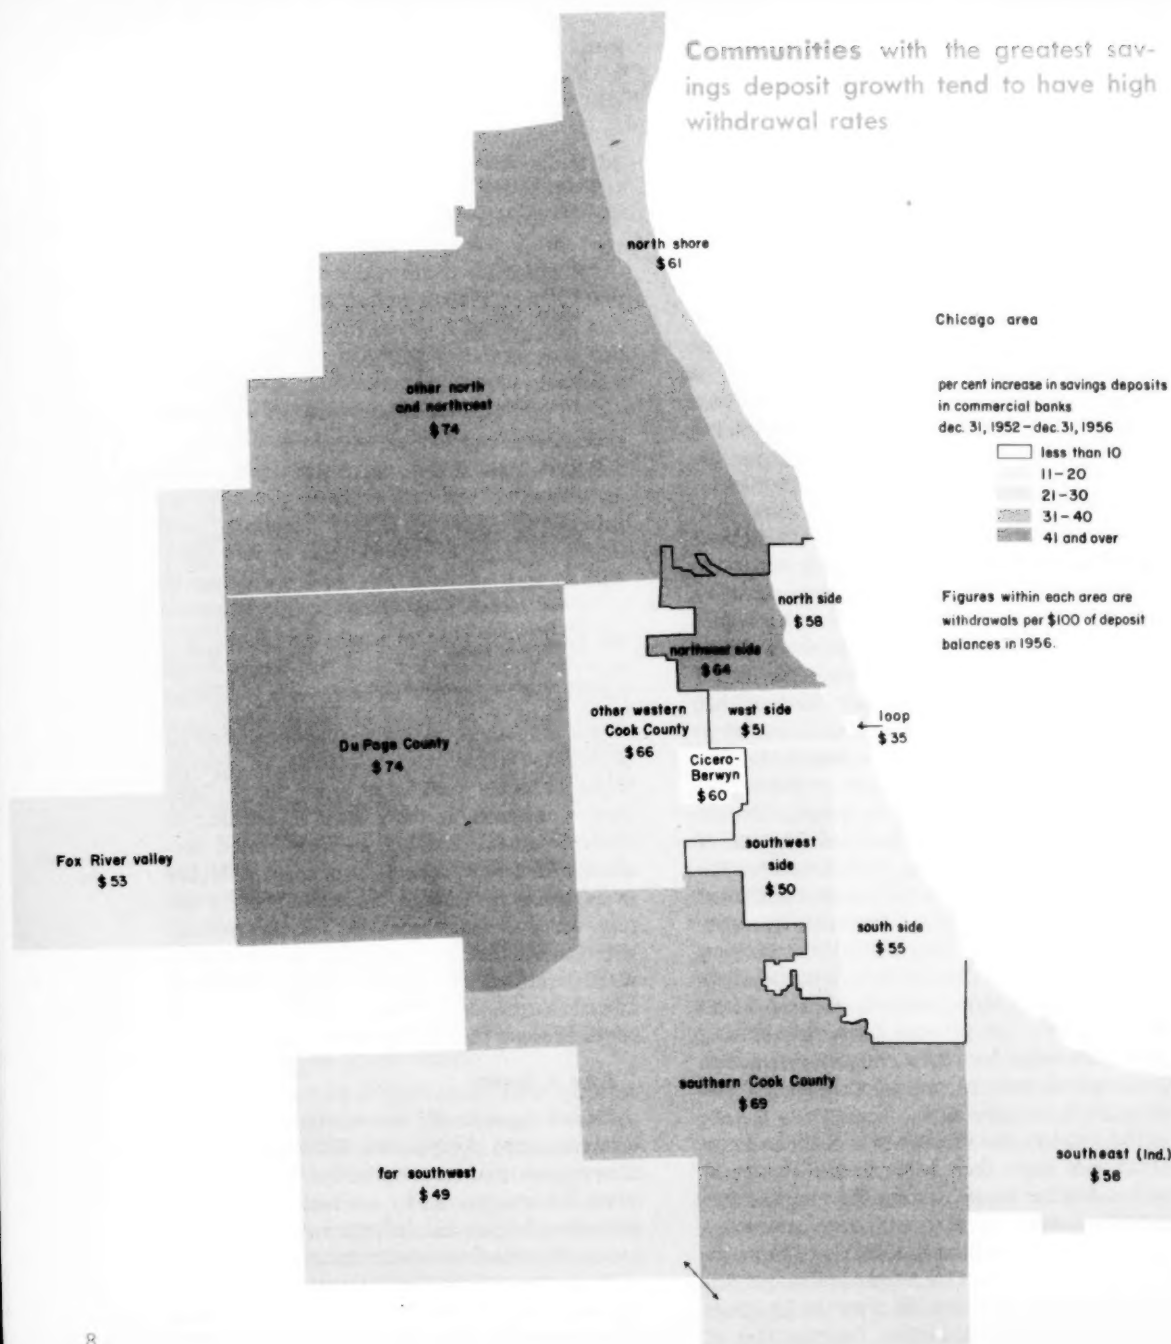 Communities with the greatest sav-
ings deposit growth tend to have high
withdrawal rates
north shore
$61
Chicago area
per cent increase in savings deposits
in commercial banks
dec. 31, 1952 – dec. 31, 1956
less than 10
11 – 20
21 – 30
31 – 40
41 and over
Figures within each area are
withdrawals per $100 of deposit
balances in 1956.
other north
and northwest
$74
north side
$58
northwest side
$64
other western
Cook County
$66
west side
$51
loop
$35
Du Page County
$74
Cicero-
Berwyn
$60
Fox River valley
$53
southwest
side
$50
south side
$55
southern Cook County
$69
far southwest
$49
southeast (Ind.)
$58
8